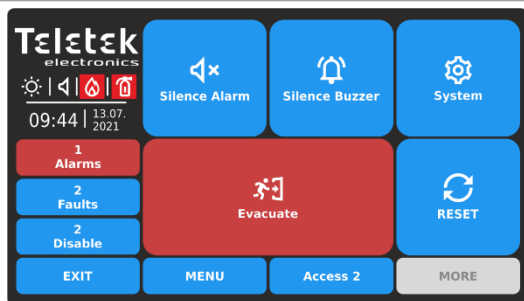 Teletek
electronics
09:44
13.07.
2021
1
Alarms
2
Faults
2
Disable
Silence Alarm
Silence Buzzer
System
Evacuate
RESET
EXIT
MENU
Access 2
MORE